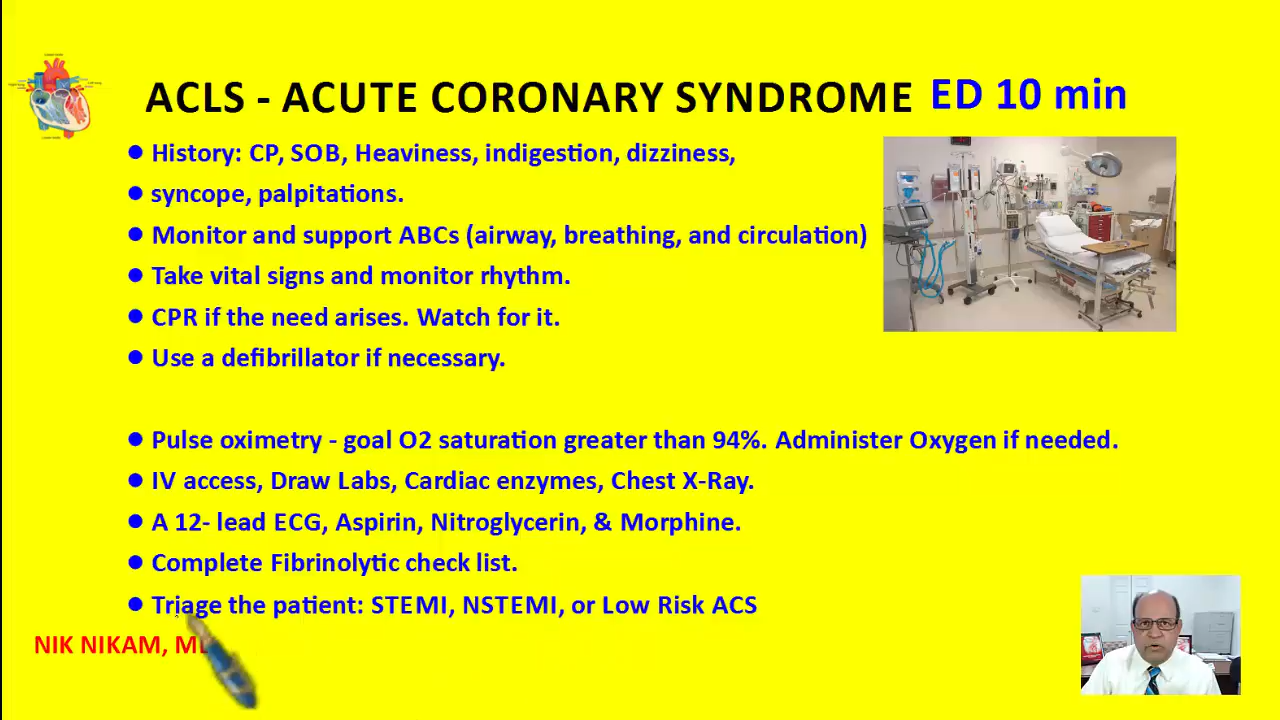 ACLS - ACUTE CORONARY SYNDROME ED 10 min
History: CP, SOB, Heaviness, indigestion, dizziness,
syncope, palpitations.
Monitor and support ABCs (airway, breathing, and circulation)
Take vital signs and monitor rhythm.
CPR if the need arises. Watch for it.
Use a defibrillator if necessary.
Pulse oximetry - goal O2 saturation greater than 94%. Administer Oxygen if needed.
IV access, Draw Labs, Cardiac enzymes, Chest X-Ray.
A 12- lead ECG, Aspirin, Nitroglycerin, & Morphine.
Complete Fibrinolytic check list.
Triage the patient: STEMI, NSTEMI, or Low Risk ACS
NIK NIKAM,